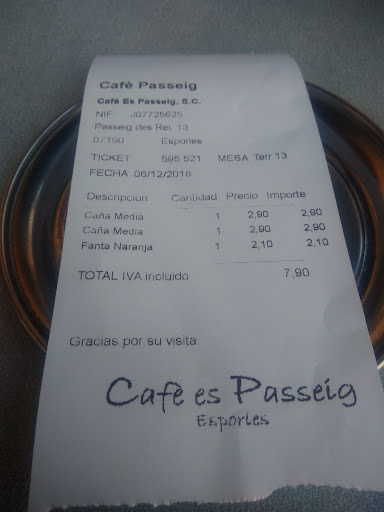 Cafè Passeig
Cafè Es Passeig, S.C.
NIF: J07725625
Passeig des Rei, 13
07190 Esporles
TICKET 595.521 MESA Terr 13
FECHA 06/12/2018
Descripcion Cantidad Precio Importe
Caña Media 1 2,90 2,90
Caña Media 1 2,90 2,90
Fanta Naranja 1 2,10 2,10
TOTAL IVA incluido 7,90
Gracias por su visita
Cafè es Passeig
Esporles